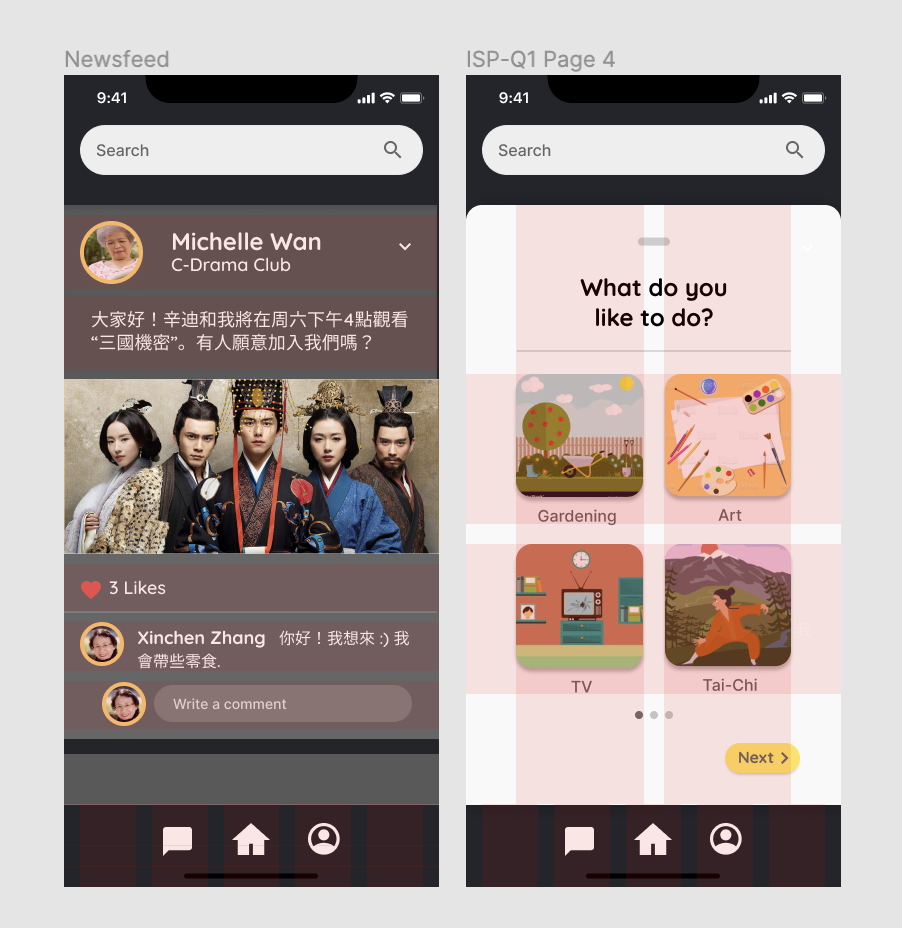 Newsfeed
9:41
Search
Michelle Wan
C-Drama Club
大家好！辛迪和我將在周六下午4點觀看
“三國機密”。有人願意加入我們嗎？
3 Likes
Xinchen Zhang 你好！我想來 :) 我
會帶些零食.
Write a comment
ISP-Q1 Page 4
9:41
Search
What do you
like to do?
Gardening
Art
TV
Tai-Chi
Next